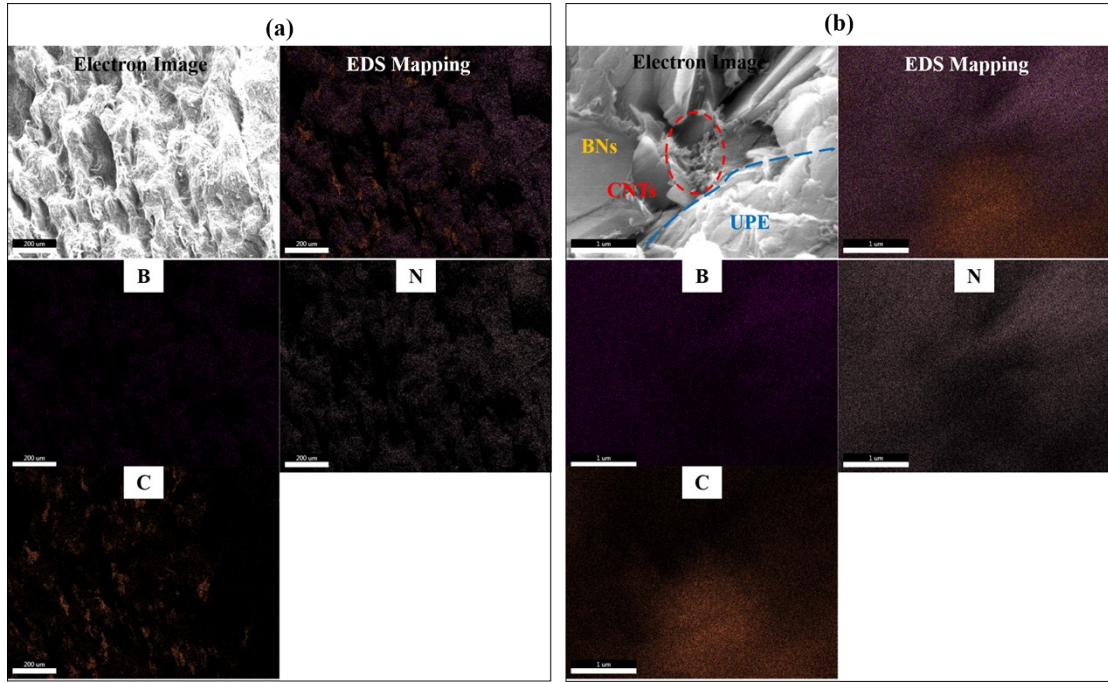 (a)
Electron Image
EDS Mapping
200 um
200 um
B
N
200 um
200 um
C
200 um
(b)
Electron Image
EDS Mapping
BNs
CNTs
UPE
1 um
1 um
B
N
1 um
1 um
C
1 um